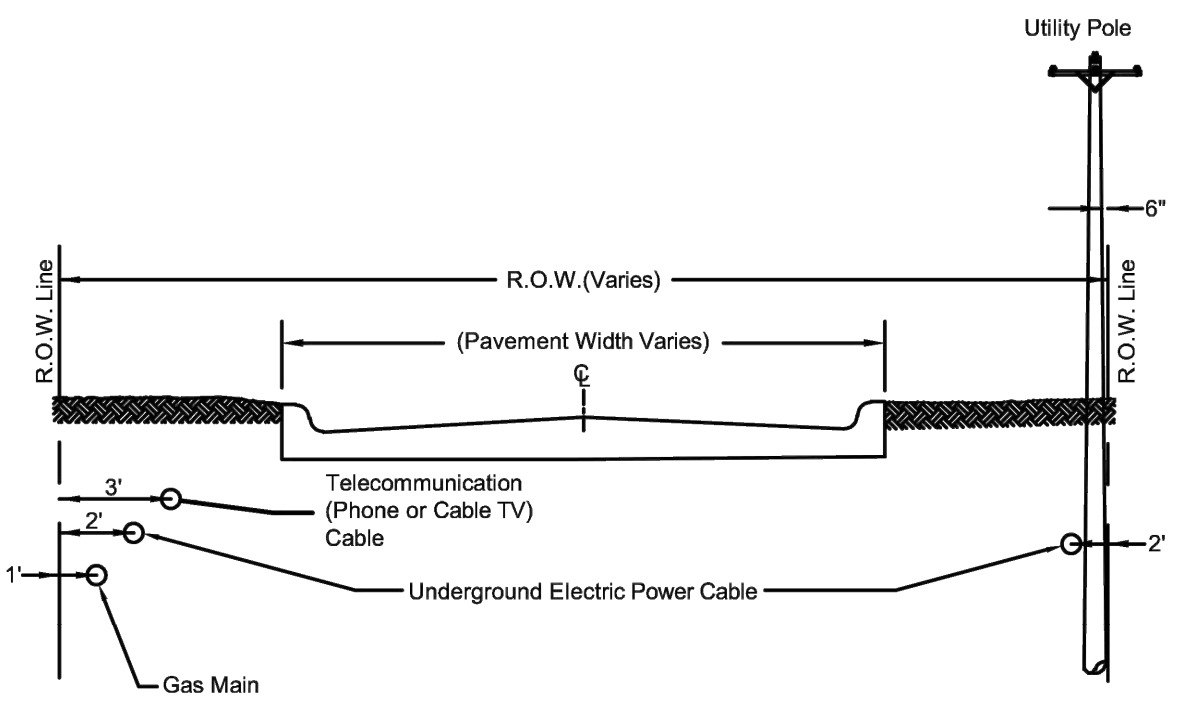 Utility Pole
6"
R.O.W. Line
R.O.W.(Varies)
R.O.W. Line
(Pavement Width Varies)
℄
3'
Telecommunication
(Phone or Cable TV)
Cable
2'
2'
1'
Underground Electric Power Cable
Gas Main